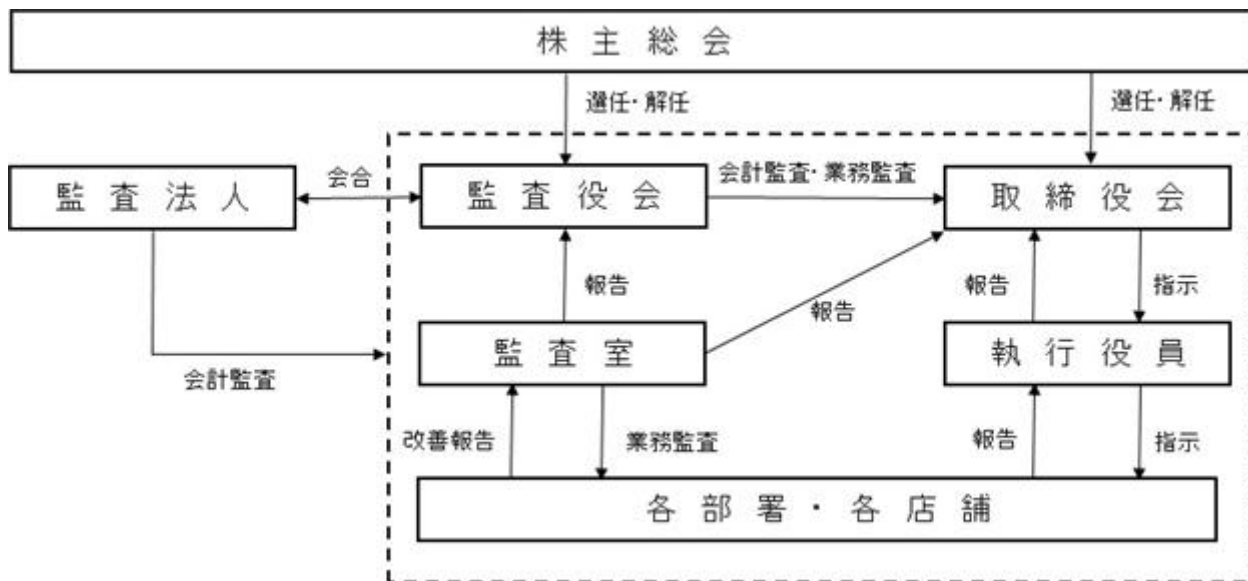 株主総会
選任・解任
選任・解任
監査法人
会合
監査役会
会計監査・業務監査
取締役会
報告
報告
報告
指示
監査室
執行役員
会計監査
改善報告
業務監査
報告
指示
各部署・各店舗